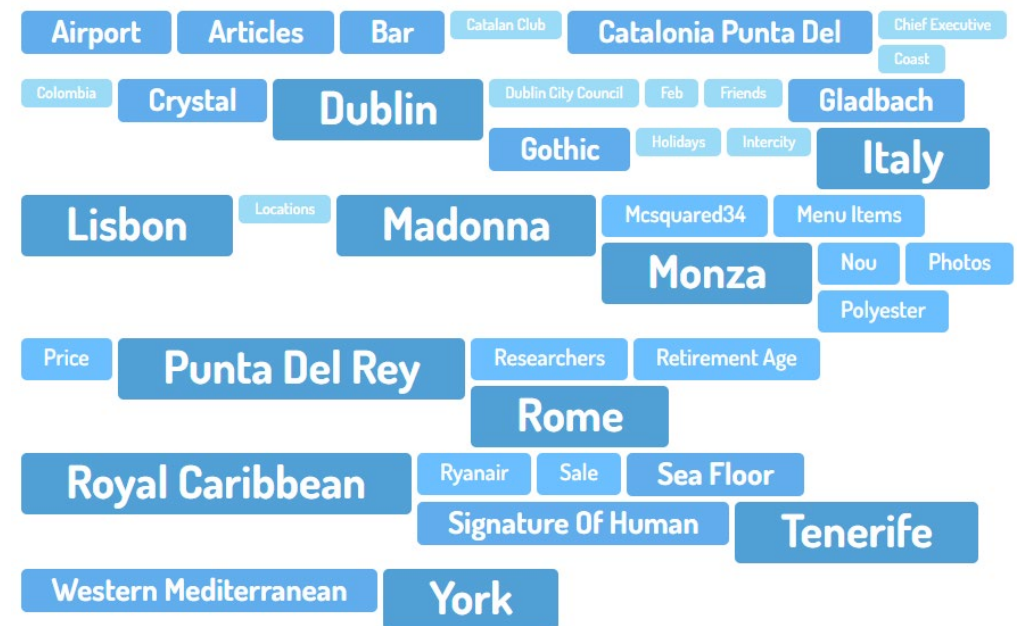 Airport Articles Bar Catalan Club Catalonia Punta Del Chief Executive
Coast
Colombia Crystal Dublin Dublin City Council Feb Friends Gladbach
Gothic Holidays Intercity Italy
Lisbon Locations Madonna Mcsquared34 Menu Items
Monza Nou Photos
Polyester
Price Punta Del Rey Researchers Retirement Age
Rome
Royal Caribbean Ryanair Sale Sea Floor
Signature Of Human Tenerife
Western Mediterranean York